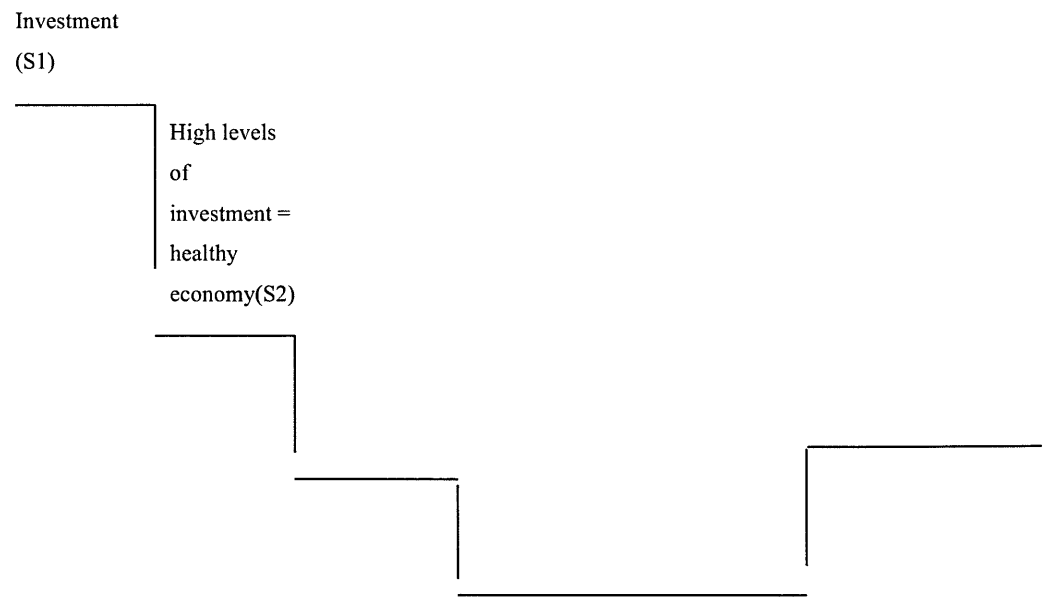 Investment
(S1)
High levels
of
investment =
healthy
economy(S2)